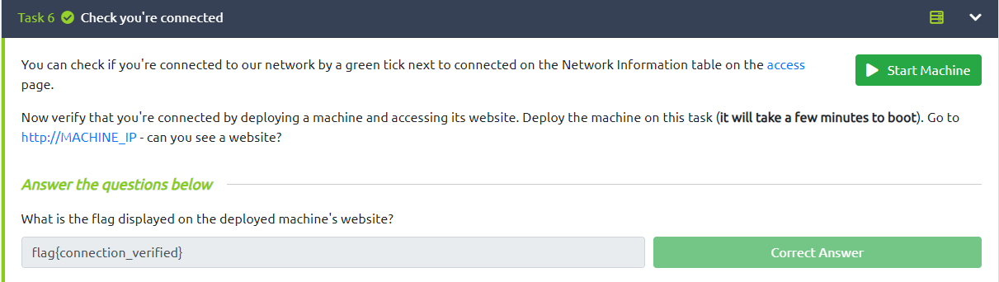 Task 6 Check you're connected
You can check if you're connected to our network by a green tick next to connected on the Network Information table on the access
page.
Start Machine
Now verify that you're connected by deploying a machine and accessing its website. Deploy the machine on this task (it will take a few minutes to boot). Go to
http://MACHINE_IP - can you see a website?
Answer the questions below
What is the flag displayed on the deployed machine's website?
flag{connection_verified}
Correct Answer